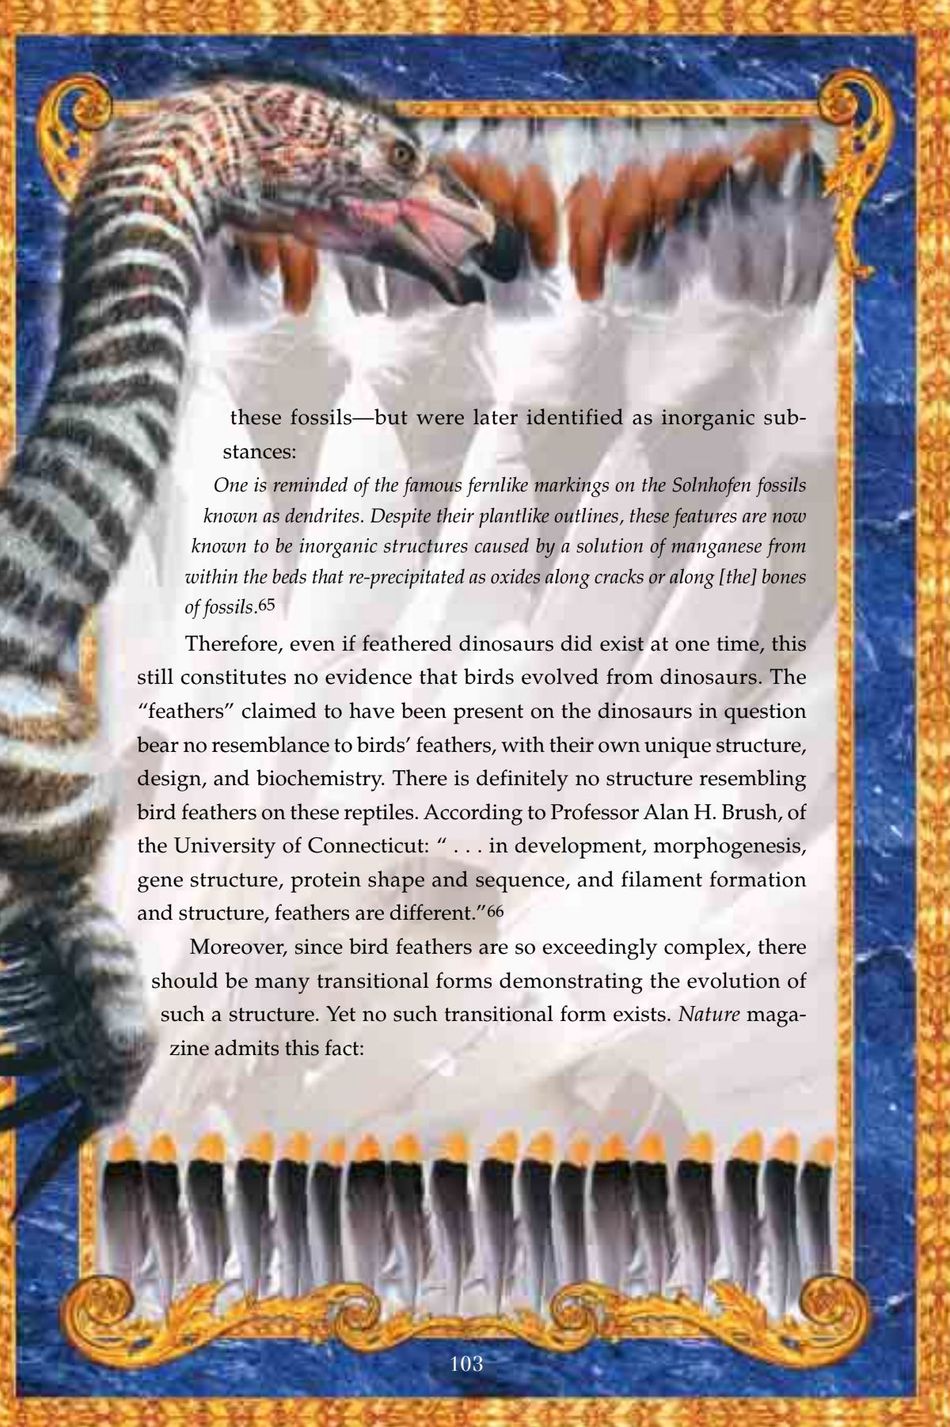 these fossils—but were later identified as inorganic sub-
stances:
One is reminded of the famous fernlike markings on the Solnhofen fossils
known as dendrites. Despite their plantlike outlines, these features are now
known to be inorganic structures caused by a solution of manganese from
within the beds that re-precipitated as oxides along cracks or along [the] bones
of fossils.65
Therefore, even if feathered dinosaurs did exist at one time, this
still constitutes no evidence that birds evolved from dinosaurs. The
“feathers” claimed to have been present on the dinosaurs in question
bear no resemblance to birds’ feathers, with their own unique structure,
design, and biochemistry. There is definitely no structure resembling
bird feathers on these reptiles. According to Professor Alan H. Brush, of
the University of Connecticut: “ . . . in development, morphogenesis,
gene structure, protein shape and sequence, and filament formation
and structure, feathers are different.”66
Moreover, since bird feathers are so exceedingly complex, there
should be many transitional forms demonstrating the evolution of
such a structure. Yet no such transitional form exists. Nature maga-
zine admits this fact:
103